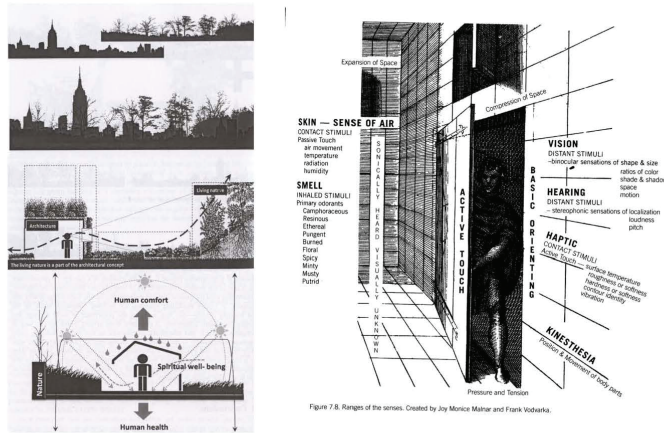 Living nature
Architecture
The living nature is a part of the architectural concept
Human comfort
Spiritual well- being
Nature
Human health
Expansion of Space
Compression of Space
SKIN — SENSE OF AIR
CONTACT STIMULI
Passive Touch
air movement
temperature
radiation
humidity
SMELL
INHALED STIMULI
Primary odorants
Camphoraceous
Resinous
Ethereal
Pungent
Burned
Floral
Spicy
Minty
Musty
Putrid
SONICALLY HEARD VISUALLY UNKNOWN
ACTIVE TOUCH
BASIC ORIENTING
VISION
DISTANT STIMULI
–binocular sensations of shape & size
ratios of color
shade & shado
space
motion
HEARING
DISTANT STIMULI
– stereophonic sensations of localization
loudness
pitch
HAPTIC
CONTACT STIMULI
Active Touch — surface temperature
roughness or softness
hardness or softness
contour identity
vibration
KINESTHESIA
Position & Movement of body parts
Pressure and Tension
Figure 7.8. Ranges of the senses. Created by Joy Monice Malnar and Frank Vodvarka.